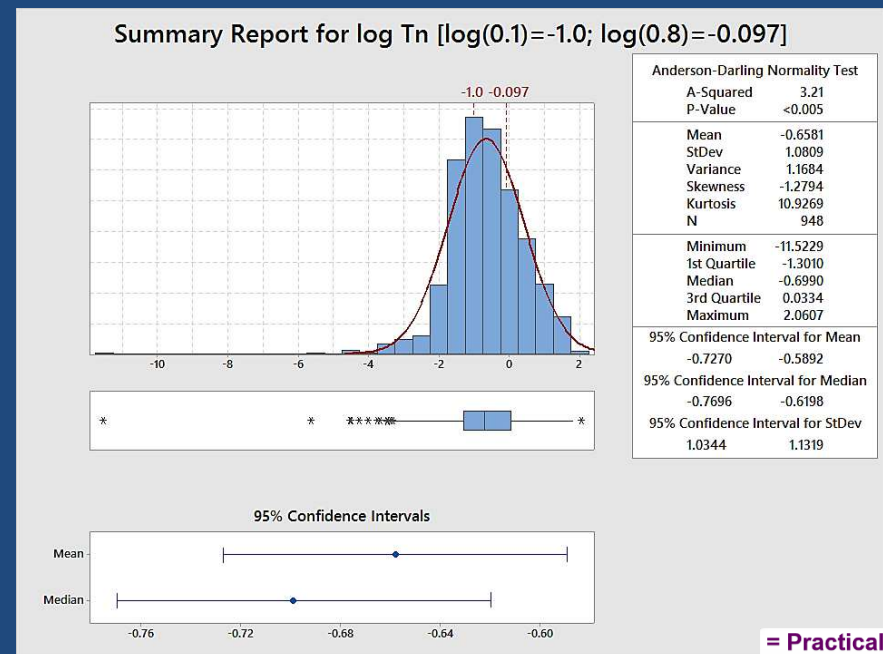 Summary Report for log Tn [log(0.1)=-1.0; log(0.8)=-0.097]
-1.0 -0.097
-10 -8 -6 -4 -2 0 2
Anderson-Darling Normality Test
A-Squared 3.21
P-Value <0.005
Mean -0.6581
StDev 1.0809
Variance 1.1684
Skewness -1.2794
Kurtosis 10.9269
N 948
Minimum -11.5229
1st Quartile -1.3010
Median -0.6990
3rd Quartile 0.0334
Maximum 2.0607
95% Confidence Interval for Mean
-0.7270 -0.5892
95% Confidence Interval for Median
-0.7696 -0.6198
95% Confidence Interval for StDev
1.0344 1.1319
95% Confidence Intervals
Mean
Median
-0.76 -0.72 -0.68 -0.64 -0.60
= Practical